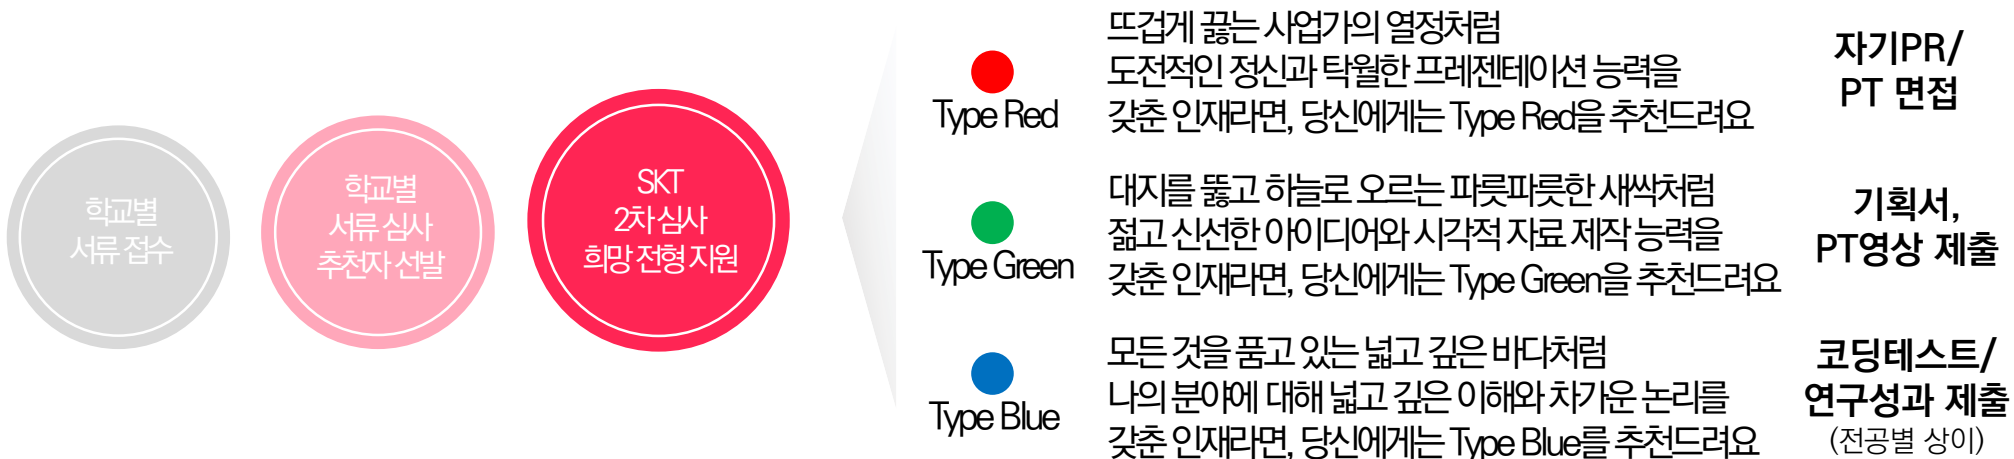 학교별
서류 접수
학교별
서류 심사
추천자 선발
SKT
2차 심사
희망 전형 지원
Type Red
뜨겁게 끓는 사업가의 열정처럼
도전적인 정신과 탁월한 프레젠테이션 능력을
갖춘 인재라면, 당신에게는 Type Red을 추천드려요
자기PR/
PT 면접
Type Green
대지를 뚫고 하늘로 오르는 파릇파릇한 새싹처럼
젊고 신선한 아이디어와 시각적 자료 제작 능력을
갖춘 인재라면, 당신에게는 Type Green을 추천드려요
기획서,
PT영상 제출
Type Blue
모든 것을 품고 있는 넓고 깊은 바다처럼
나의 분야에 대해 넓고 깊은 이해와 차가운 논리를
갖춘 인재라면, 당신에게는 Type Blue를 추천드려요
코딩테스트/
연구성과 제출
(전공별 상이)